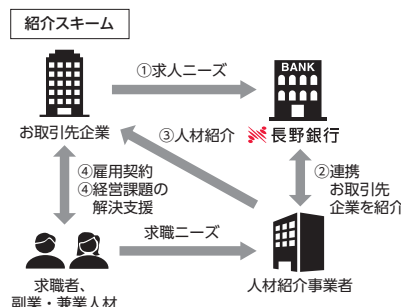 紹介スキーム
①求人ニーズ
BANK
お取引先企業
③人材紹介
長野銀行
④雇用契約
④経営課題の
解決支援
②連携
お取引先
企業を紹介
求職ニーズ
求職者、
副業・兼業人材
人材紹介事業者